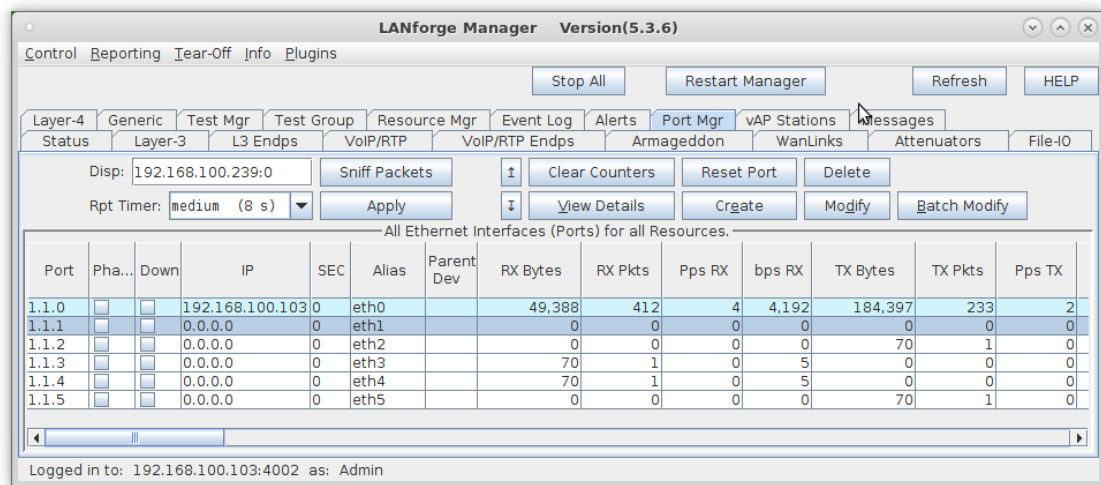 LANforge Manager Version(5.3.6)
Control Reporting Tear-Off Info Plugins
Stop All Restart Manager Refresh HELP
Layer-4 Generic Test Mgr Test Group Resource Mgr Event Log Alerts Port Mgr vAP Stations Messages
Status Layer-3 L3 Endps VoIP/RTP VoIP/RTP Endps Armageddon WanLinks Attenuators File-IO
Disp: 192.168.100.239:0 Sniff Packets ↥ Clear Counters Reset Port Delete
Rpt Timer: medium (8 s) Apply ↧ View Details Create Modify Batch Modify
All Ethernet Interfaces (Ports) for all Resources.
Port Pha... Down IP SEC Alias Parent Dev RX Bytes RX Pkts Pps RX bps RX TX Bytes TX Pkts Pps TX
1.1.0 192.168.100.103 0 eth0 49,388 412 4 4,192 184,397 233 2
1.1.1 0.0.0.0 0 eth1 0 0 0 0 0 0 0
1.1.2 0.0.0.0 0 eth2 0 0 0 0 70 1 0
1.1.3 0.0.0.0 0 eth3 70 1 0 5 0 0 0
1.1.4 0.0.0.0 0 eth4 70 1 0 5 0 0 0
1.1.5 0.0.0.0 0 eth5 0 0 0 0 70 1 0
Logged in to: 192.168.100.103:4002 as: Admin